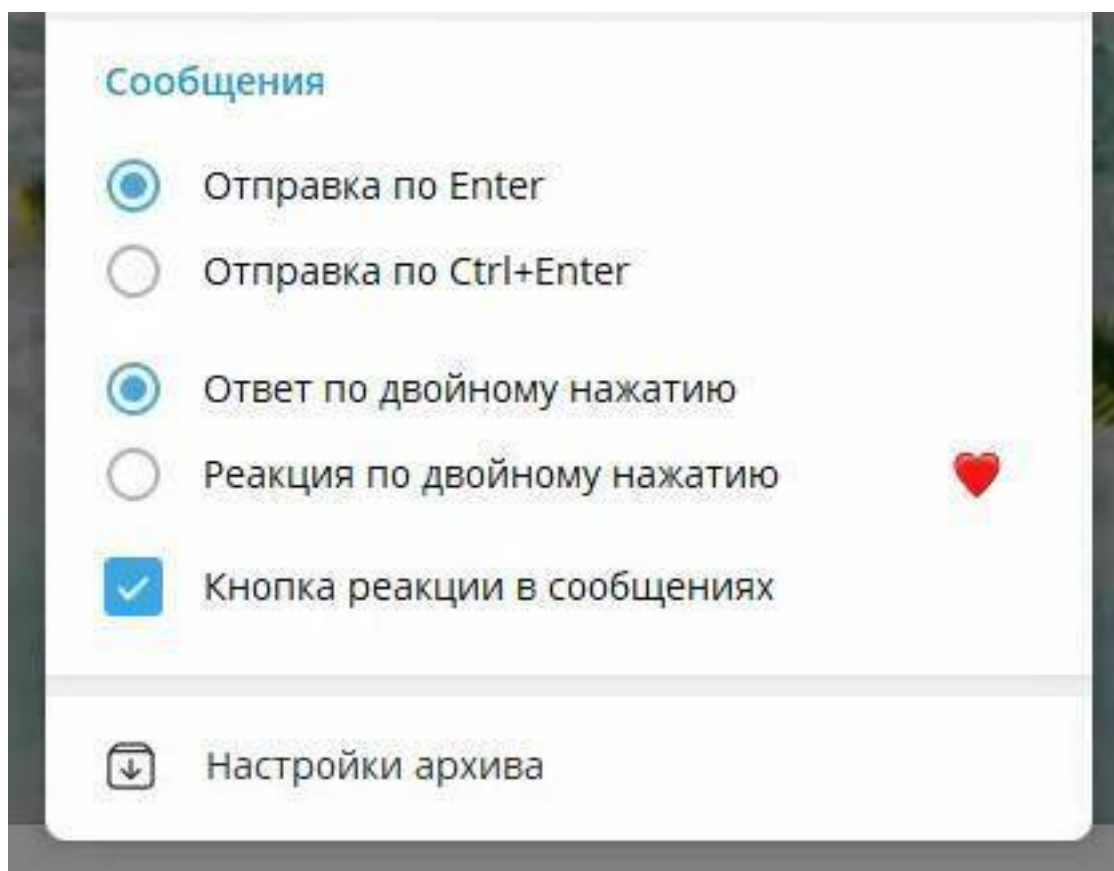 Сообщения
Отправка по Enter
Отправка по Ctrl+Enter
Ответ по двойному нажатию
Реакция по двойному нажатию
Кнопка реакции в сообщениях
Настройки архива